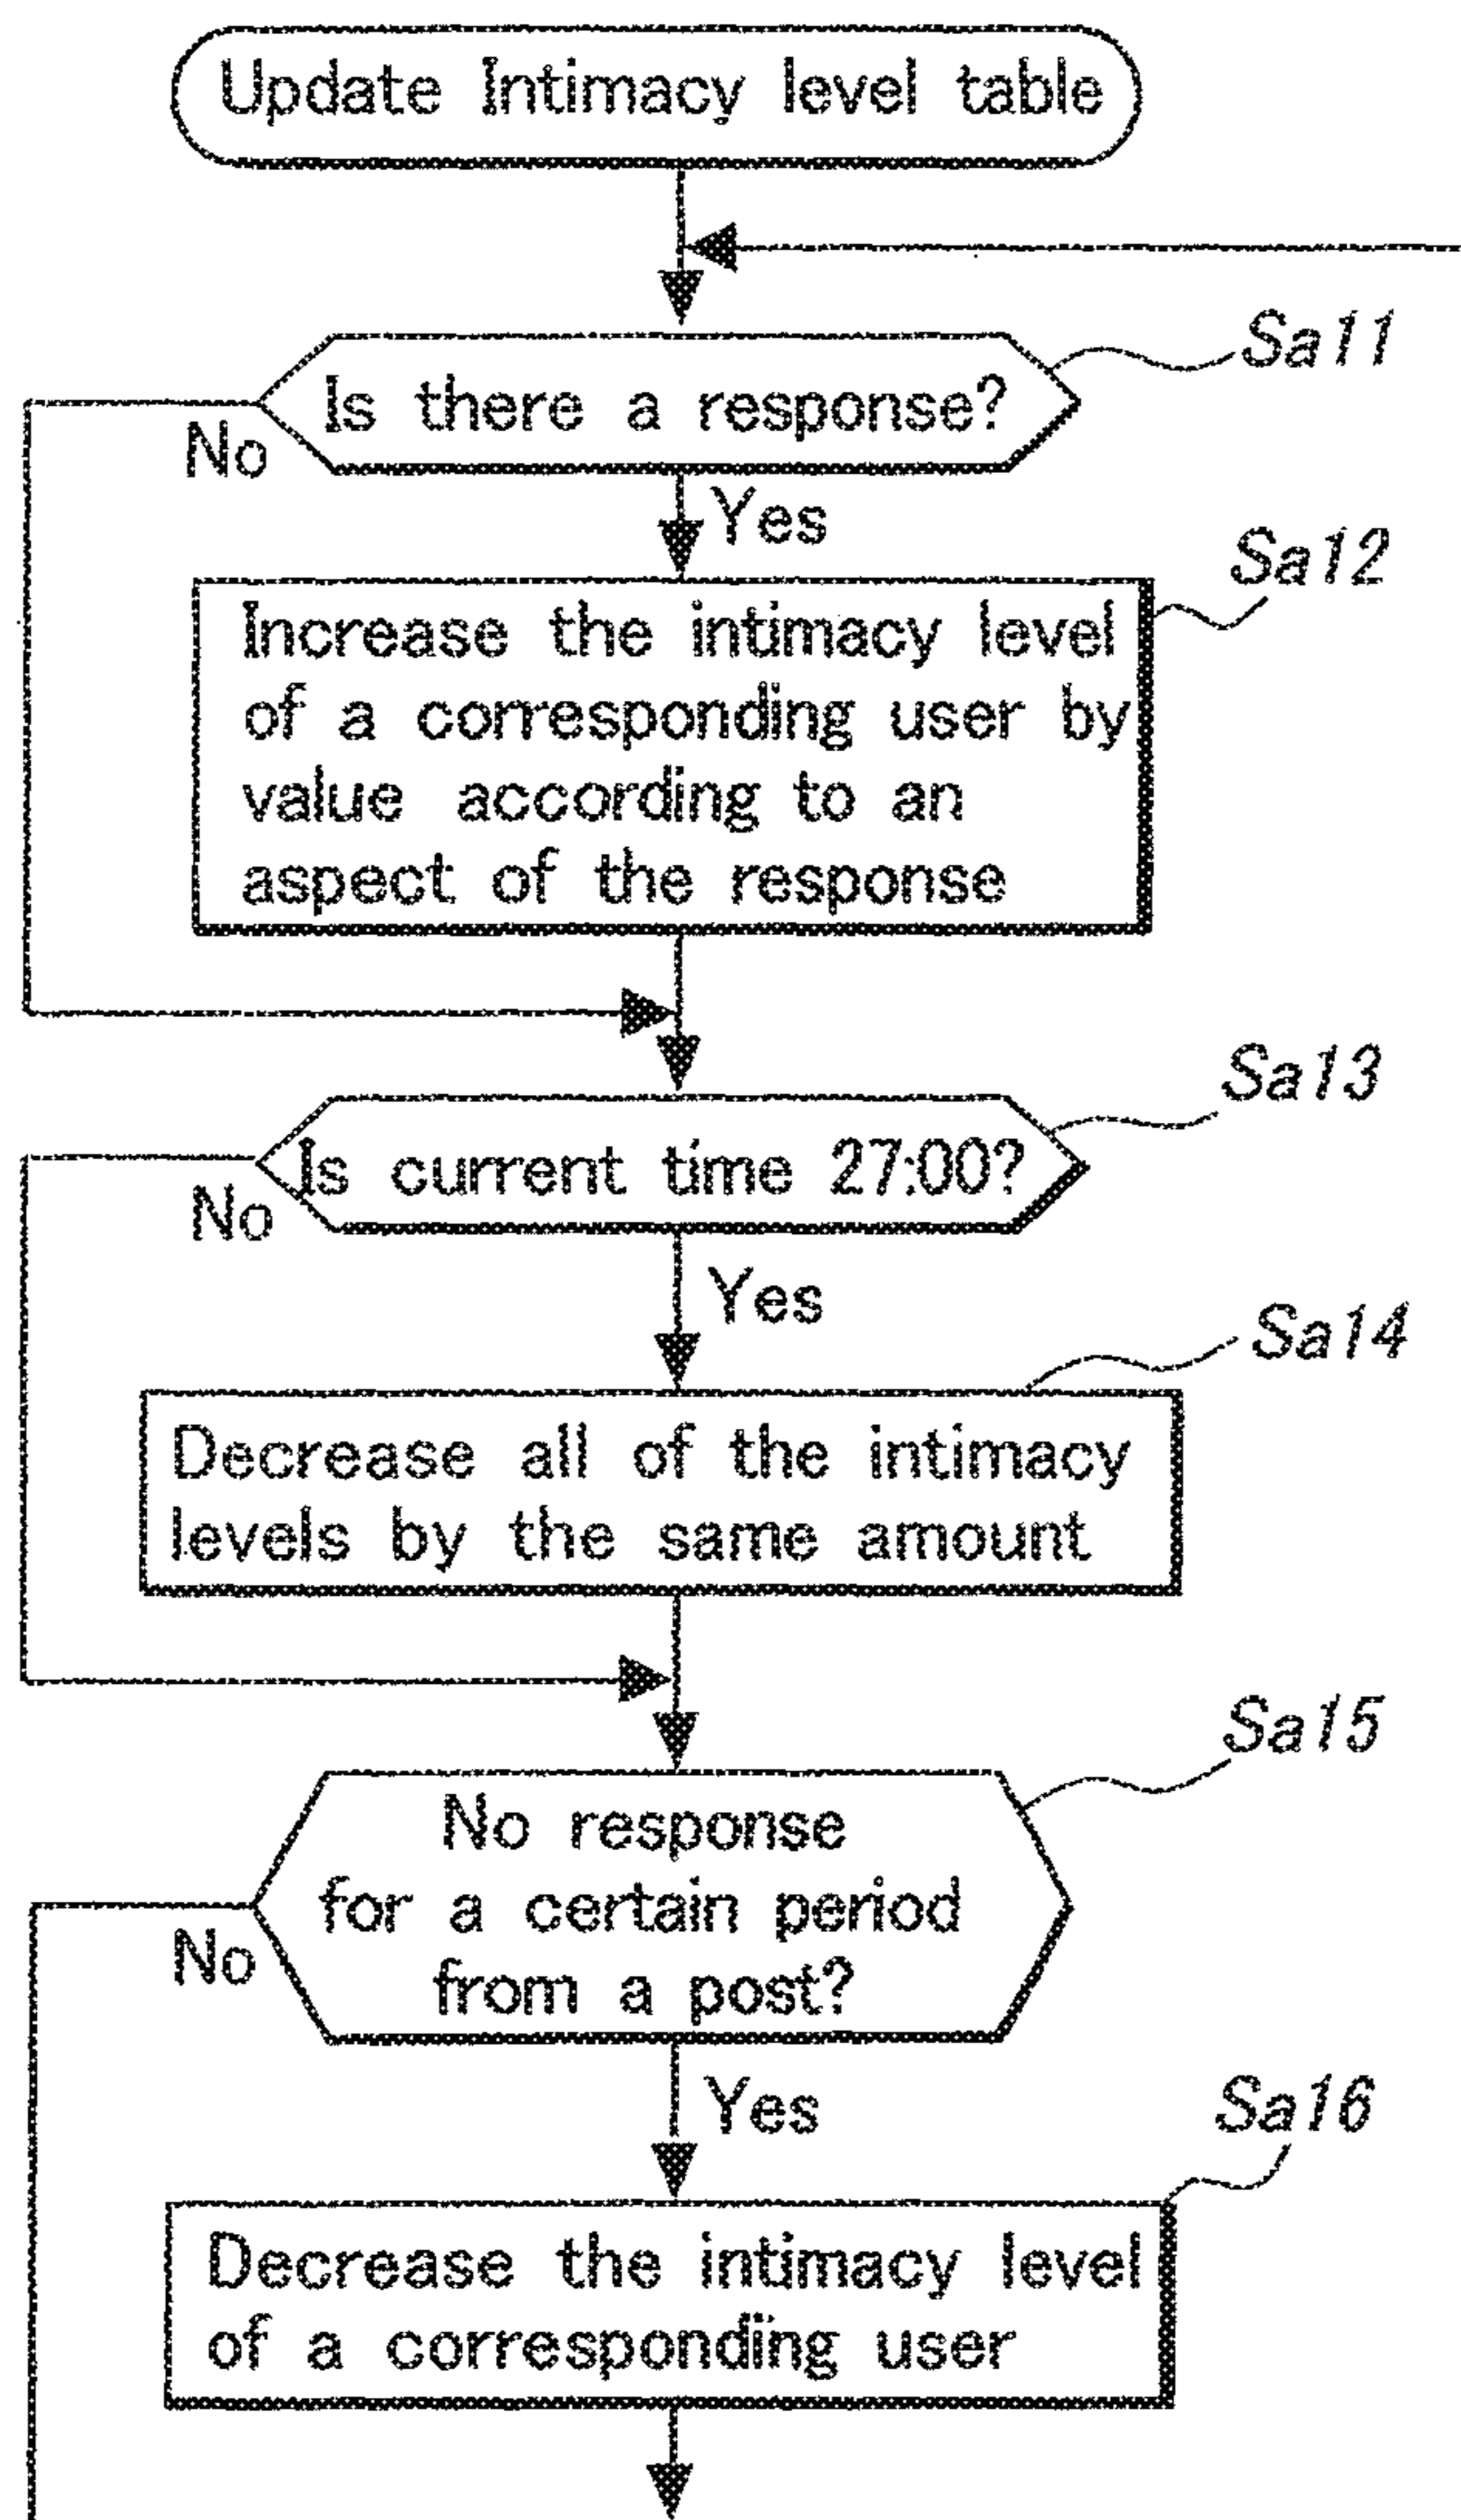 Update Intimacy level table
Sa11
Is there a response?
No
Yes
Sa12
Increase the intimacy level
of a corresponding user by
value according to an
aspect of the response
Sa13
Is current time 27:00?
No
Yes
Sa14
Decrease all of the intimacy
levels by the same amount
Sa15
No response
for a certain period
from a post?
No
Yes
Sa16
Decrease the intimacy level
of a corresponding user